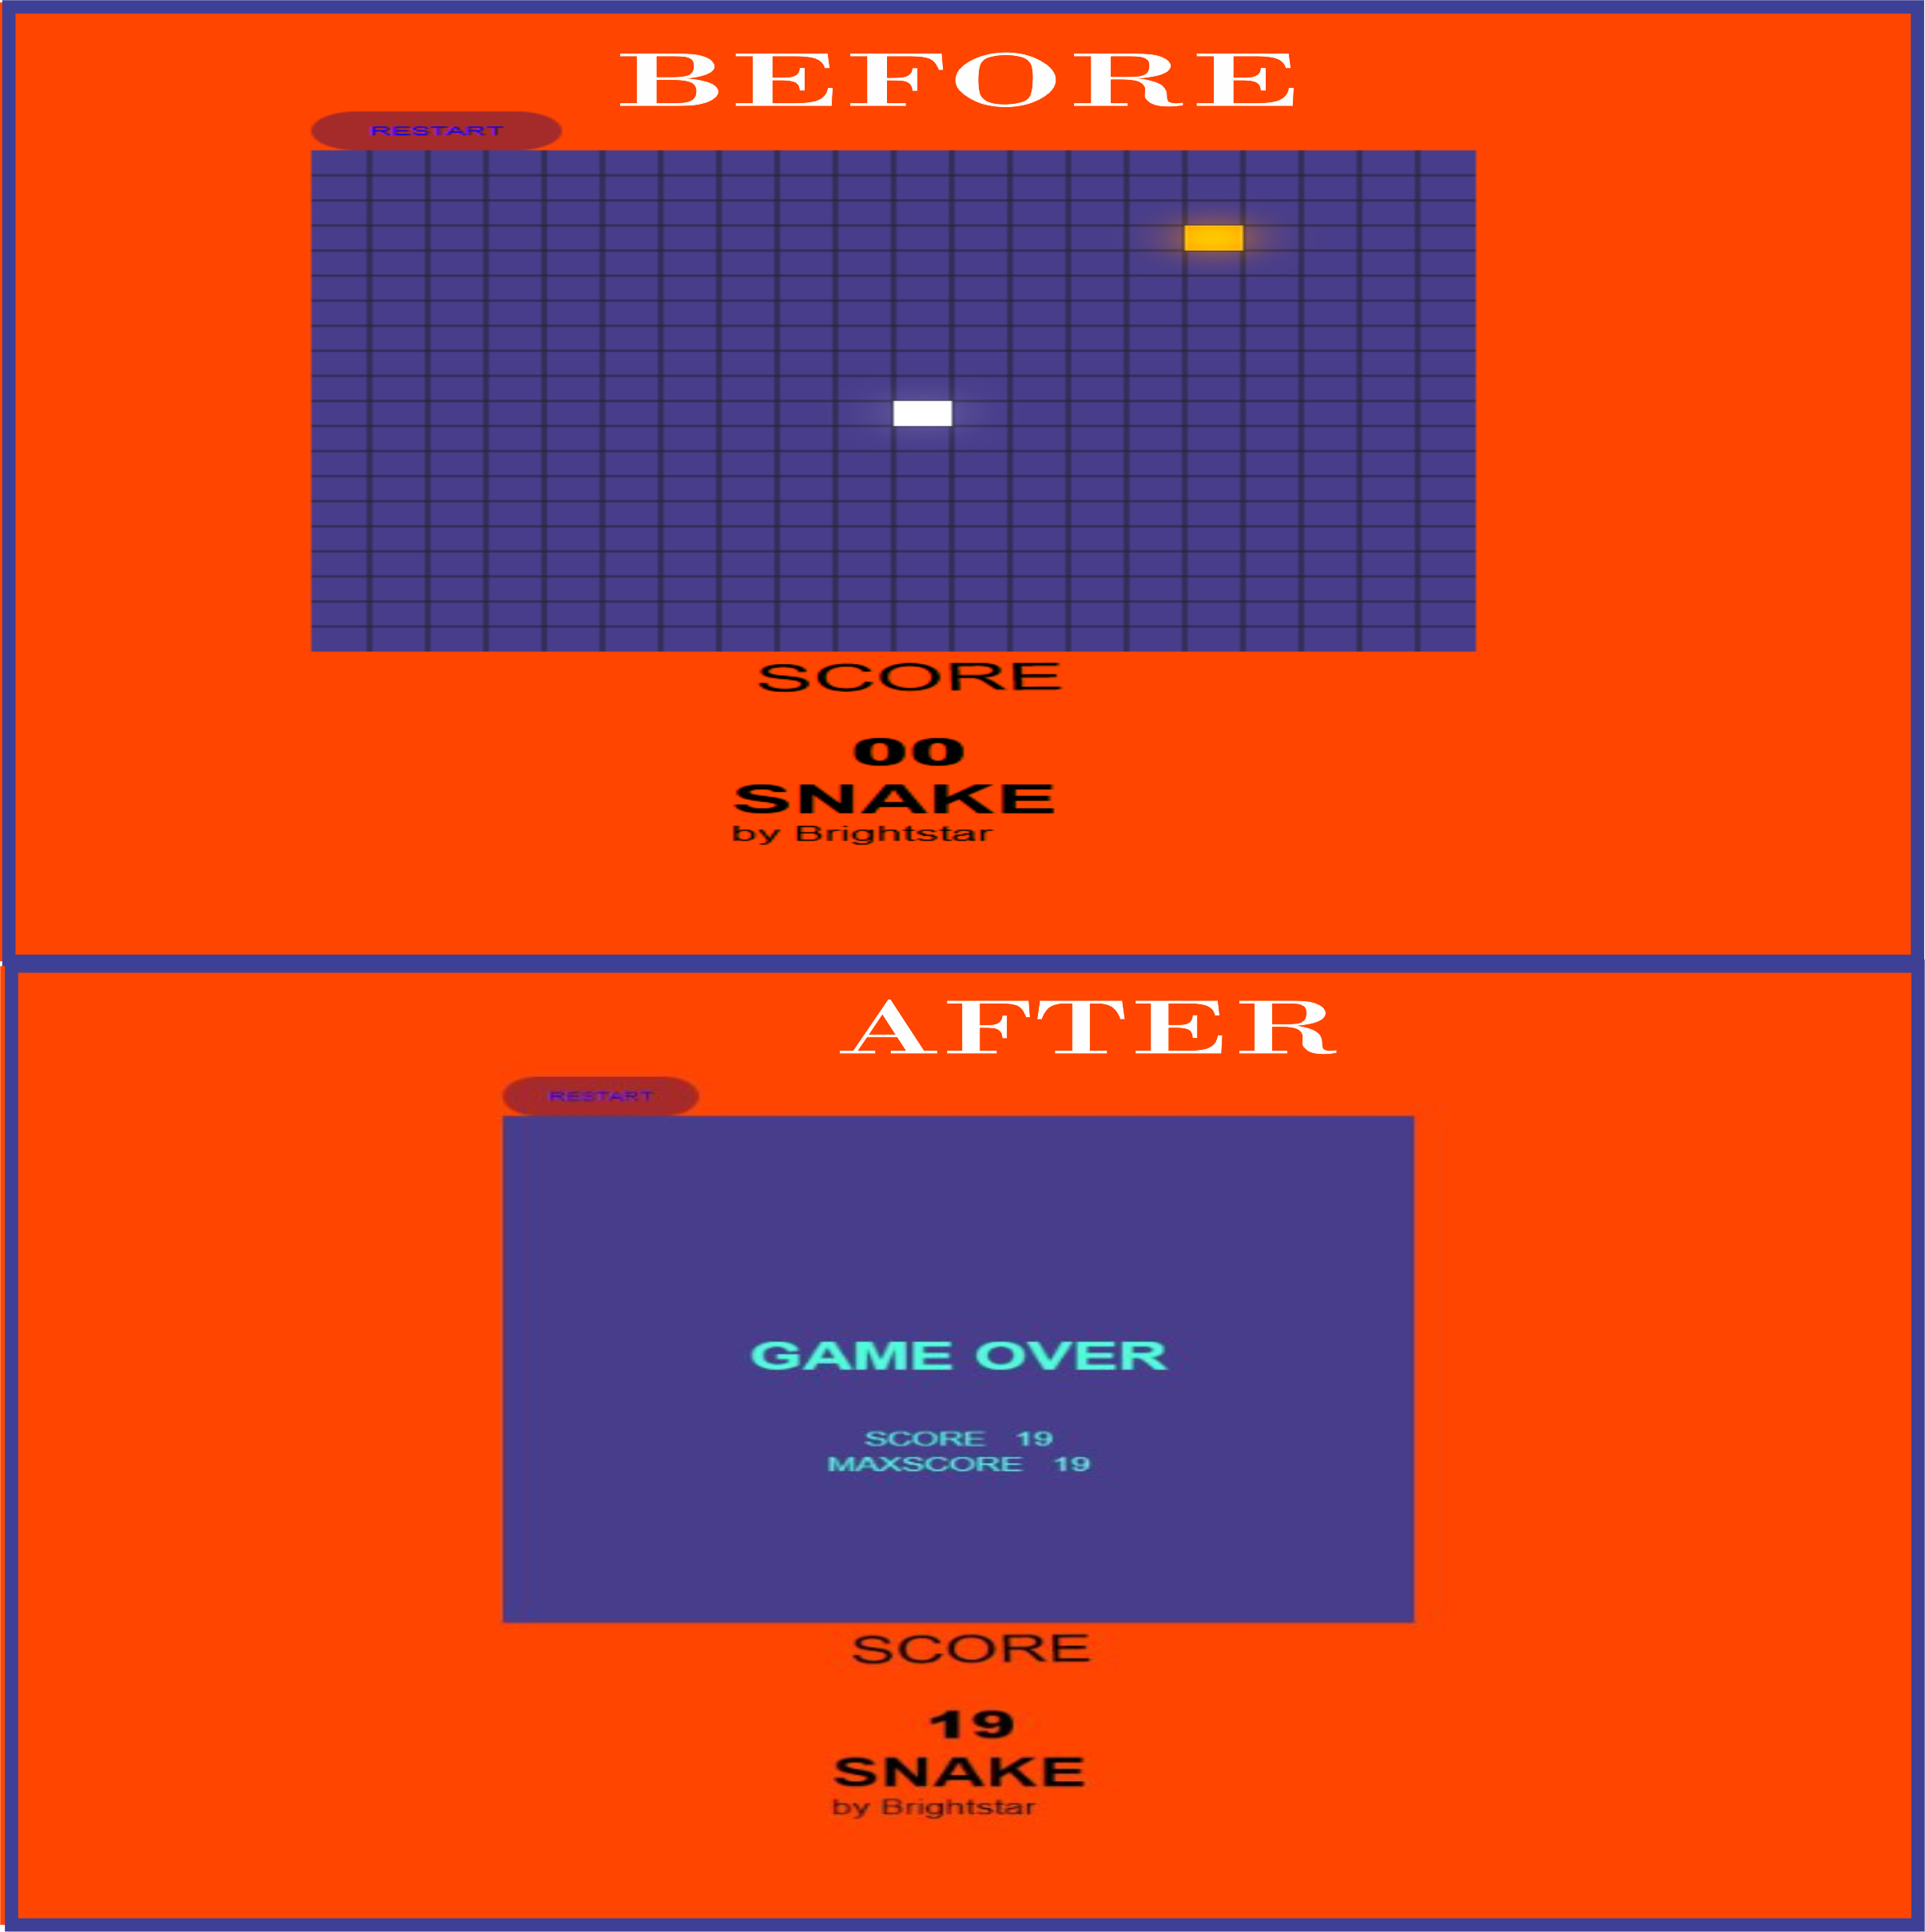 BEFORE
RESTART
SCORE
00
SNAKE
by Brightstar
AFTER
RESTART
GAME OVER
SCORE 19
MAXSCORE 19
SCORE
19
SNAKE
by Brightstar